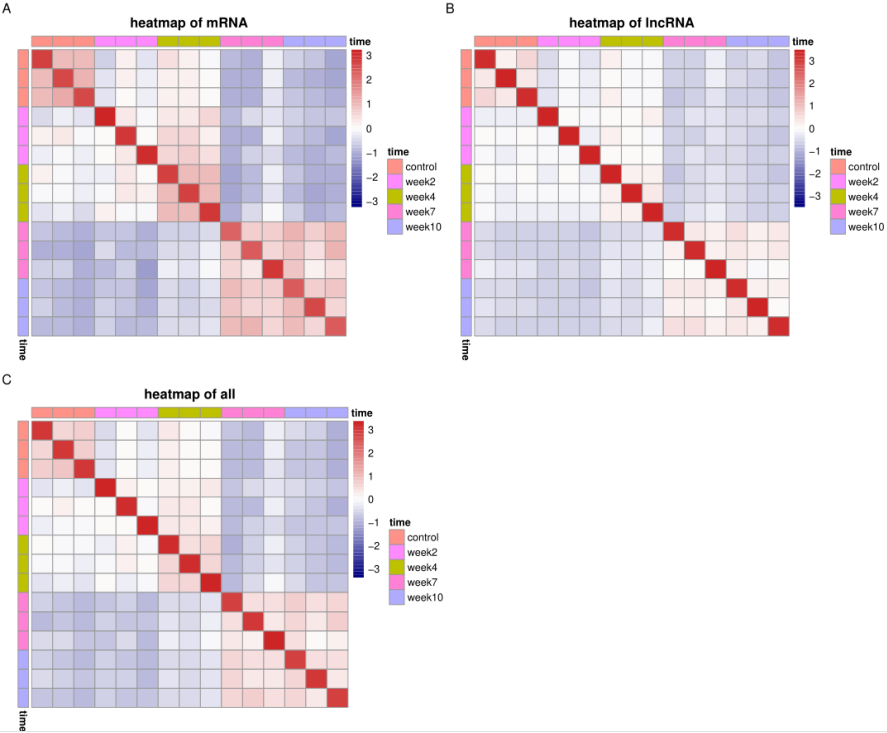 A
heatmap of mRNA
time
3
2
1
0
−1
−2
−3
time
control
week2
week4
week7
week10
time
B
heatmap of lncRNA
time
3
2
1
0
−1
−2
−3
time
control
week2
week4
week7
week10
time
C
heatmap of all
time
3
2
1
0
−1
−2
−3
time
control
week2
week4
week7
week10
time